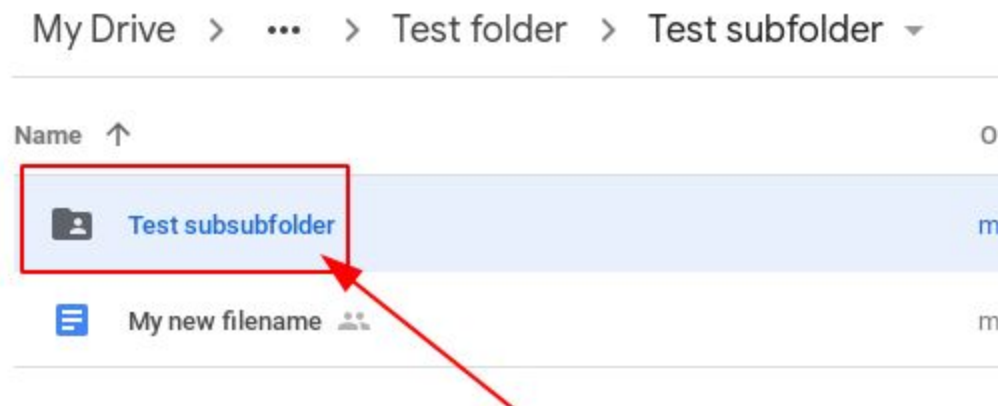 My Drive > ... > Test folder > Test subfolder
Name ↑ O
Test subsubfolder m
My new filename m